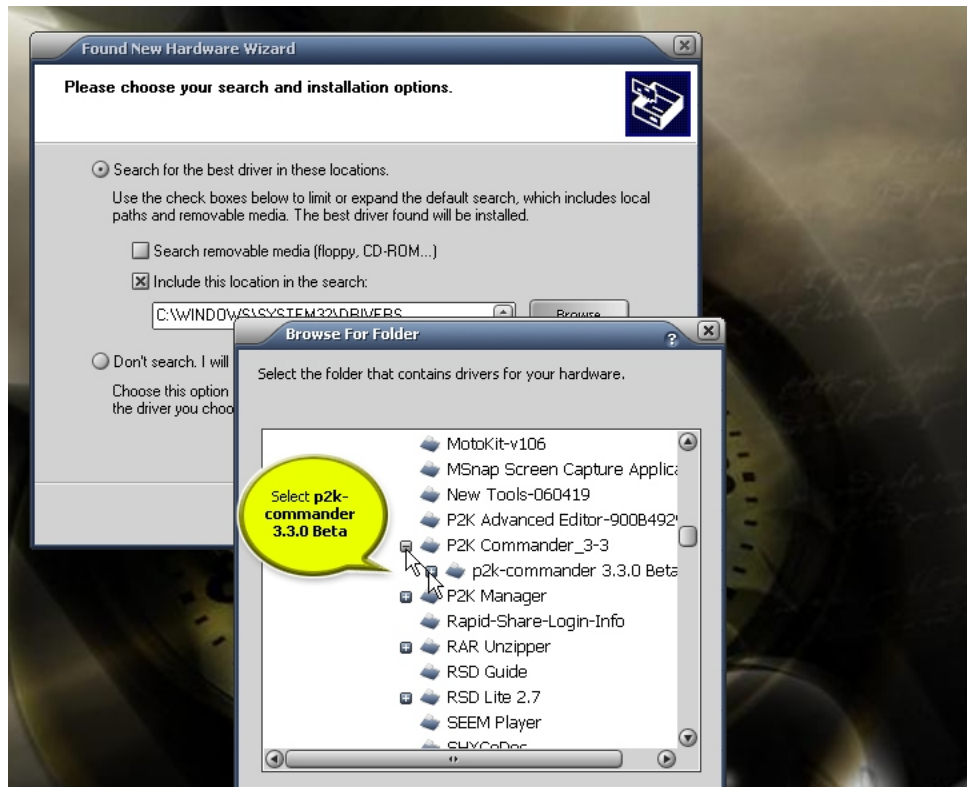 Found New Hardware Wizard
Please choose your search and installation options.
Search for the best driver in these locations.
Use the check boxes below to limit or expand the default search, which includes local
paths and removable media. The best driver found will be installed.
Search removable media (floppy, CD-ROM...)
Include this location in the search:
C:\WINDOWS\SYSTEM32\DRIVERS
Browse
Browse For Folder
Don't search. I will
Choose this option
the driver you choo
Select the folder that contains drivers for your hardware.
MotoKit-v106
MSnap Screen Capture Applica
New Tools-060419
P2K Advanced Editor-900B492
P2K Commander_3-3
p2k-commander 3.3.0 Beta
P2K Manager
Rapid-Share-Login-Info
RAR Unzipper
RSD Guide
RSD Lite 2.7
SEEM Player
Select p2k-
commander
3.3.0 Beta